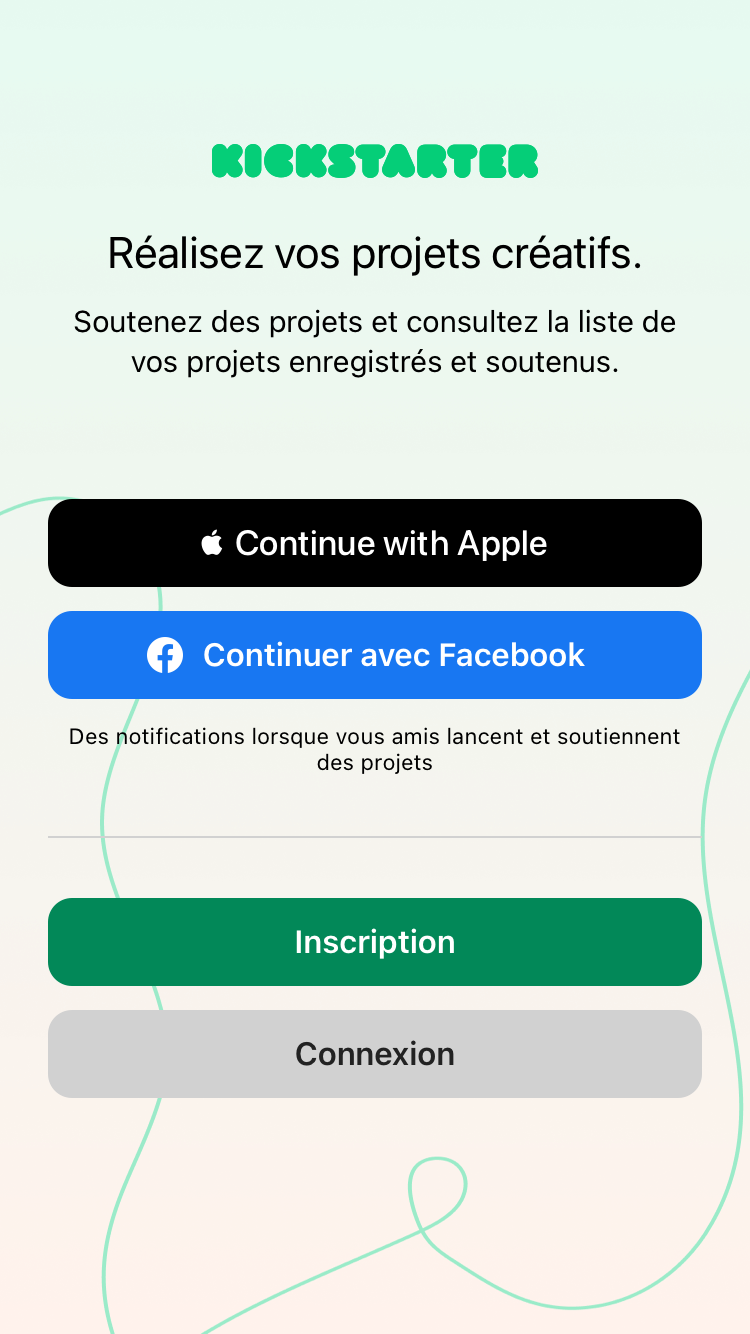 KICKSTARTER
Réalisez vos projets créatifs.
Soutenez des projets et consultez la liste de
vos projets enregistrés et soutenus.
Continue with Apple
Continuer avec Facebook
Des notifications lorsque vous amis lancent et soutiennent
des projets
Inscription
Connexion